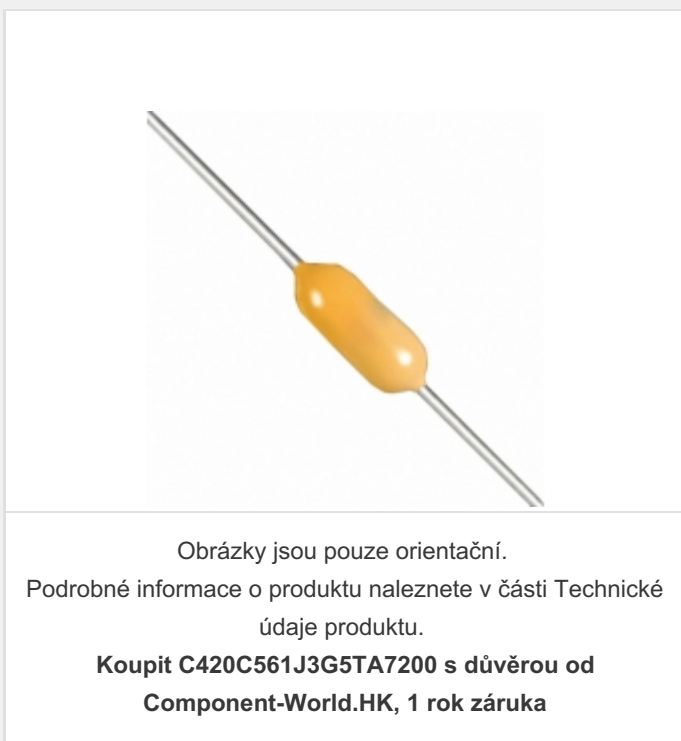 Obrázky jsou pouze orientační.
Podrobné informace o produktu naleznete v části Technické
údaje produktu.
Koupit C420C561J3G5TA7200 s důvěrou od
Component-World.HK, 1 rok záruka